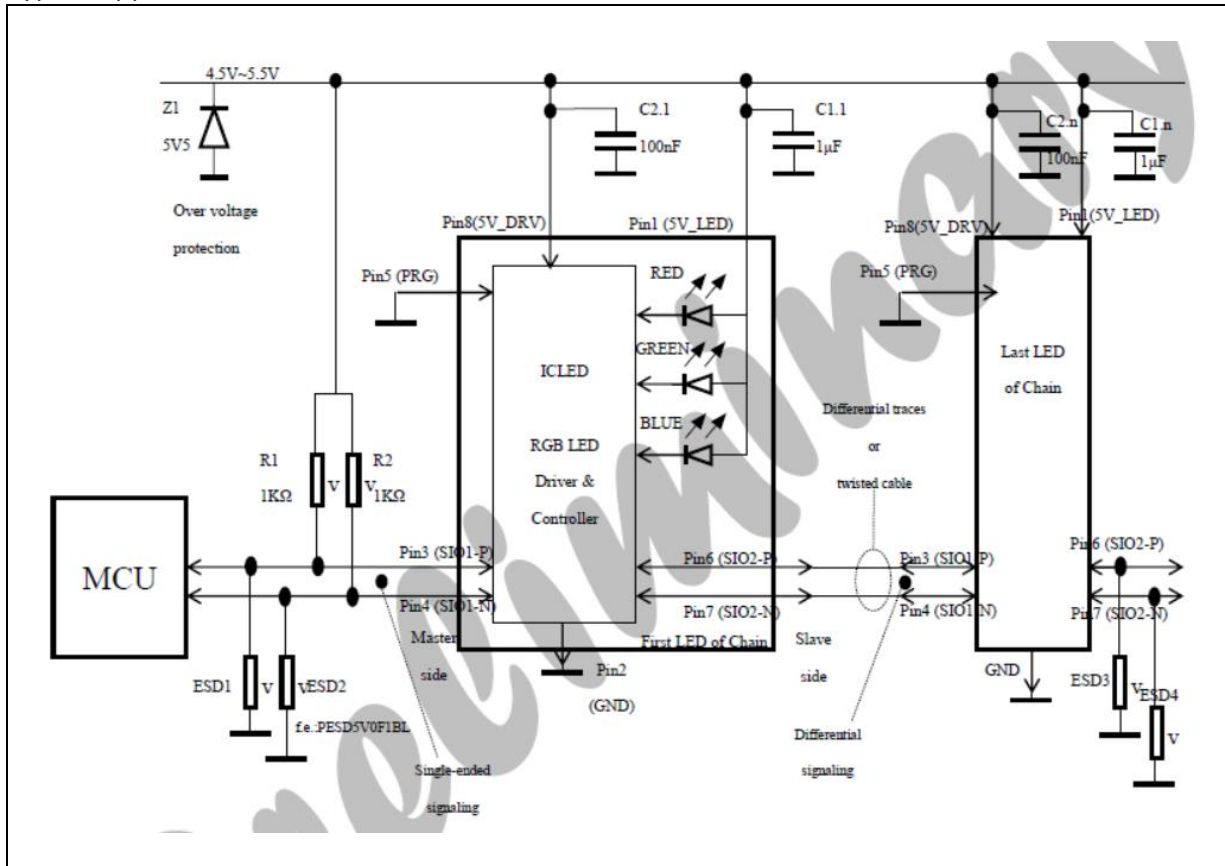 4.5V~5.5V
Z1
5V5
Over voltage
protection
C2.1
100nF
C1.1
1μF
C2.n
100nF
C1.n
1μF
Pin8(5V_DRV)
Pin1 (5V_LED)
Pin8(5V_DRV)
Pin1(5V_LED)
Pin5 (PRG)
RED
GREEN
BLUE
ICLED
RGB LED
Driver &
Controller
Pin5 (PRG)
Last LED
of Chain
Differential traces
or
twisted cable
R1
1KΩ
V
R2
V
1KΩ
MCU
Pin3 (SIO1-P)
Pin4 (SIO1-N)
Pin6 (SIO2-P)
Pin7 (SIO2-N)
Pin3 (SIO1-P)
Pin4 (SIO1-N)
Pin6 (SIO2-P)
Pin7 (SIO2-N)
Master
side
First LED of Chain
Slave
side
Pin2
(GND)
GND
ESD1
V
V
ESD2
f.e.:PESD5V0F1BL
ESD3
V
ESD4
V
Single-ended
signaling
Differential
signaling
Preliminary